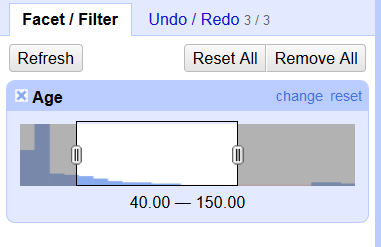 Facet / Filter Undo / Redo 3 / 3
Refresh Reset All Remove All
Age change reset
40.00 — 150.00